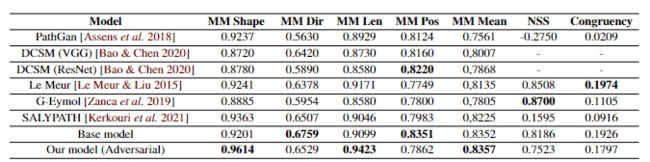 Model MM Shape MM Dir MM Len MM Pos MM Mean NSS Congruency
PathGan [Assens et al. 2018] 0.9237 0.5630 0.8929 0.8124 0.7561 -0.2750 0.0209
DCSM (VGG) [Bao & Chen 2020] 0.8720 0.6420 0.8730 0.8160 0,8007 - -
DCSM (ResNet) [Bao & Chen 2020] 0.8780 0.5890 0.8580 0.8220 0,7868 - -
Le Meur [Le Meur & Liu 2015] 0.9241 0.6378 0.9171 0.7749 0,8135 0.8508 0.1974
G-Eymol [Zanca et al. 2019] 0.8885 0.5954 0.8580 0.7800 0.7805 0.8700 0.1105
SALYPATH [Kerkouri et al. 2021] 0.9363 0.6507 0.9046 0.7983 0,8225 0.1595 0.0916
Base model 0.9201 0.6759 0.9099 0.8351 0.8352 0.8186 0.1926
Our model (Adversarial) 0.9614 0.6529 0.9423 0.7862 0.8357 0.7523 0.1797